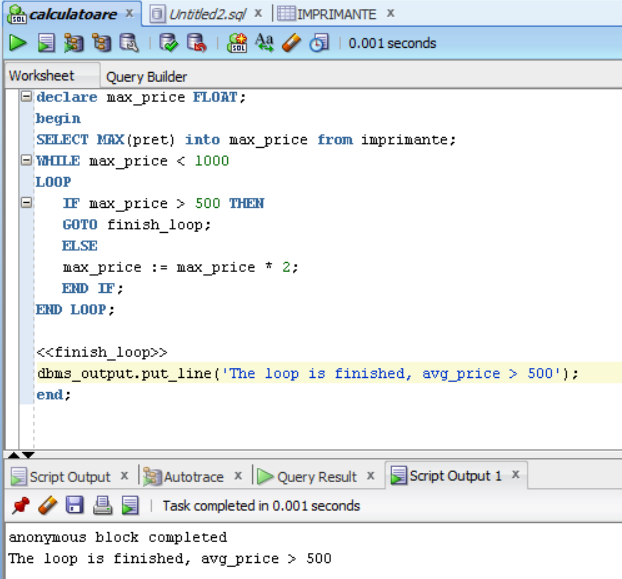 calculatoare x Untitled2.sql x IMPRIMANTE x
0.001 seconds
Worksheet Query Builder
declare max_price FLOAT;
begin
SELECT MAX(pret) into max_price from imprimante;
WHILE max_price < 1000
LOOP
IF max_price > 500 THEN
GOTO finish_loop;
ELSE
max_price := max_price * 2;
END IF;
END LOOP;
<<finish_loop>>
dbms_output.put_line('The loop is finished, avg_price > 500');
end;
Script Output x Autotrace x Query Result x Script Output 1 x
Task completed in 0.001 seconds
anonymous block completed
The loop is finished, avg_price > 500